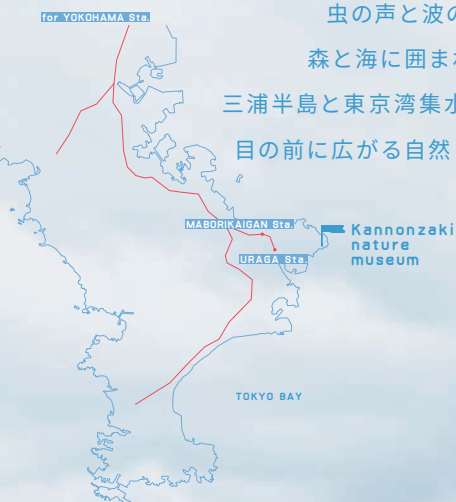 for YOKOHAMA Sta.
虫の声と波の
森と海に囲まれ
三浦半島と東京湾集水
目の前に広がる自然
MABORIKAIGAN Sta.
URAGA Sta.
Kannonzaki
nature
museum
TOKYO BAY